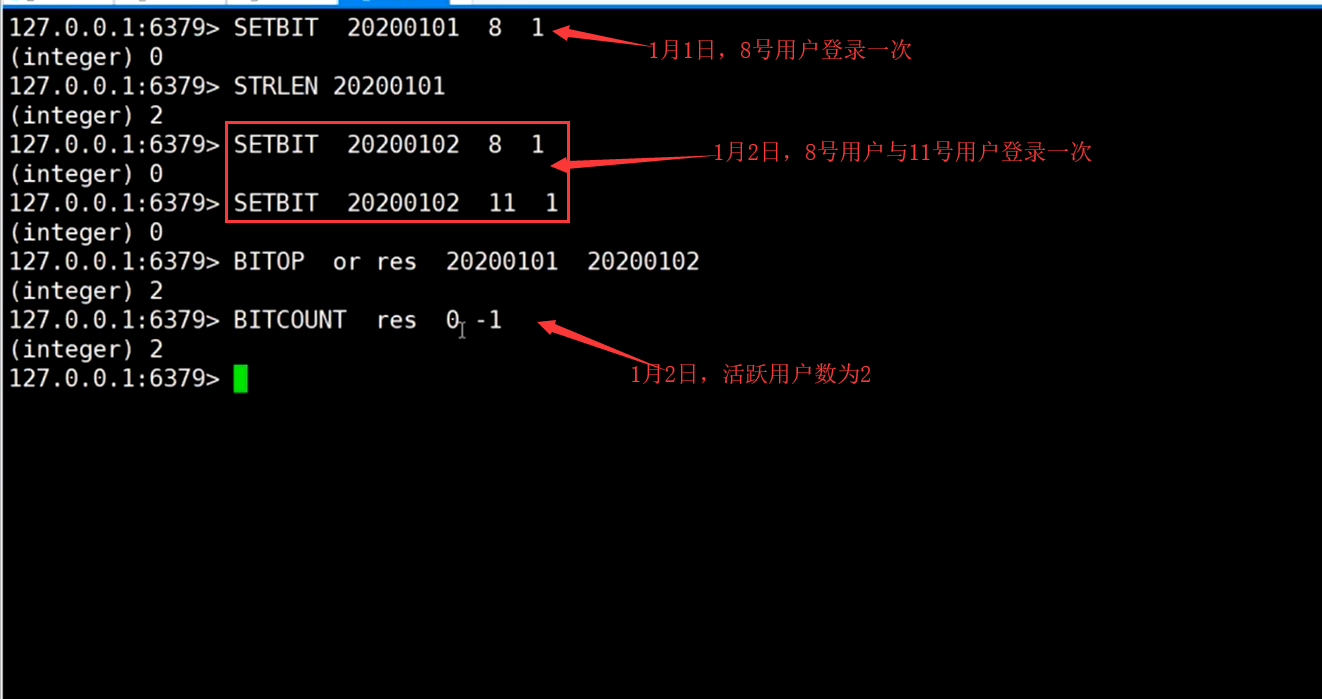 127.0.0.1:6379> SETBIT 20200101 8 1
1月1日，8号用户登录一次
(integer) 0
127.0.0.1:6379> STRLEN 20200101
(integer) 2
127.0.0.1:6379> SETBIT 20200102 8 1
1月2日，8号用户与11号用户登录一次
(integer) 0
127.0.0.1:6379> SETBIT 20200102 11 1
(integer) 0
127.0.0.1:6379> BITOP or res 20200101 20200102
(integer) 2
127.0.0.1:6379> BITCOUNT res 0 -1
(integer) 2
1月2日，活跃用户数为2
127.0.0.1:6379>